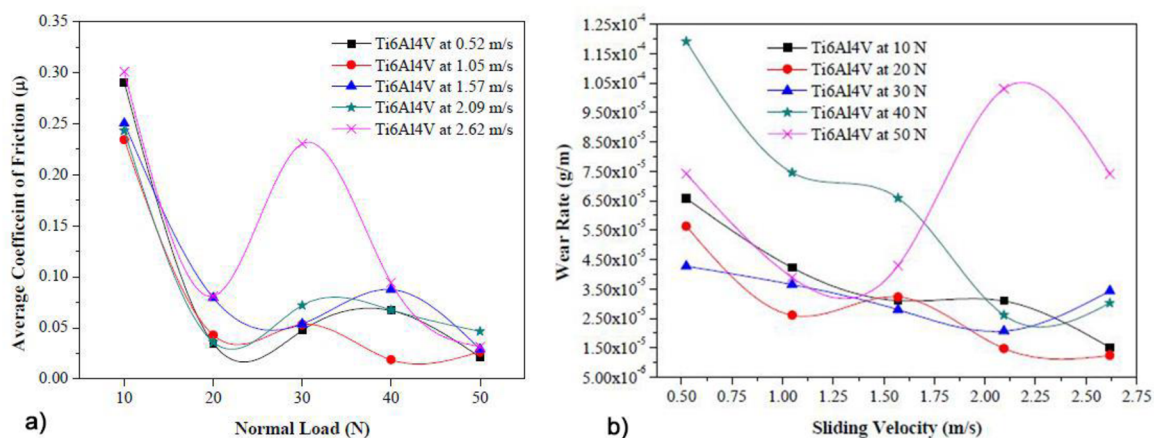 0.35
0.30
0.25
0.20
0.15
0.10
0.05
0.00
Average Coefficeint of Friction (μ)
Ti6Al4V at 0.52 m/s
Ti6Al4V at 1.05 m/s
Ti6Al4V at 1.57 m/s
Ti6Al4V at 2.09 m/s
Ti6Al4V at 2.62 m/s
10 20 30 40 50
Normal Load (N)
a)
1.25x10⁻⁴
1.15x10⁻⁴
1.05x10⁻⁴
9.50x10⁻⁵
8.50x10⁻⁵
7.50x10⁻⁵
6.50x10⁻⁵
5.50x10⁻⁵
4.50x10⁻⁵
3.50x10⁻⁵
2.50x10⁻⁵
1.50x10⁻⁵
5.00x10⁻⁶
Wear Rate (g/m)
Ti6Al4V at 10 N
Ti6Al4V at 20 N
Ti6Al4V at 30 N
Ti6Al4V at 40 N
Ti6Al4V at 50 N
0.50 0.75 1.00 1.25 1.50 1.75 2.00 2.25 2.50 2.75
Sliding Velocity (m/s)
b)